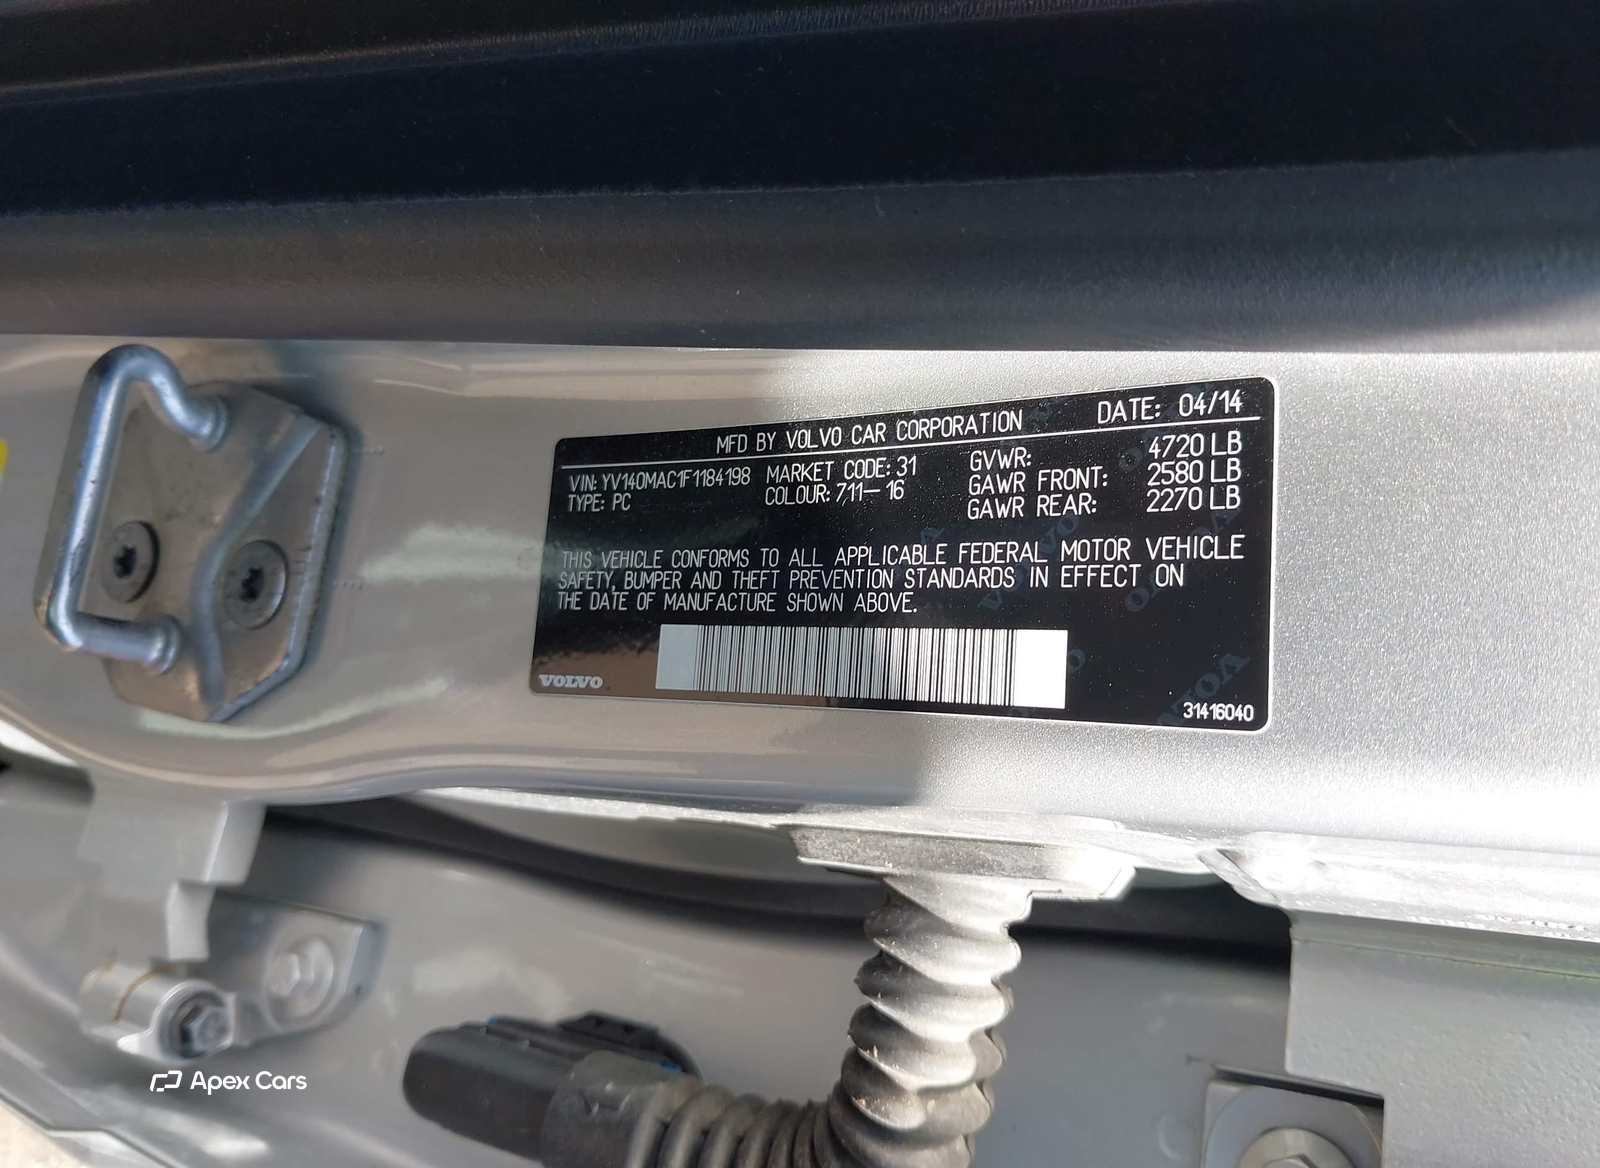 MFD BY VOLVO CAR CORPORATION DATE: 04/14
VIN: YV140MAC1F1184198 MARKET CODE: 31 GVWR: 4720 LB
TYPE: PC COLOUR: 711-16 GAWR FRONT: 2580 LB
GAWR REAR: 2270 LB
THIS VEHICLE CONFORMS TO ALL APPLICABLE FEDERAL MOTOR VEHICLE
SAFETY, BUMPER AND THEFT PREVENTION STANDARDS IN EFFECT ON
THE DATE OF MANUFACTURE SHOWN ABOVE.
VOLVO
31416040
Apex Cars